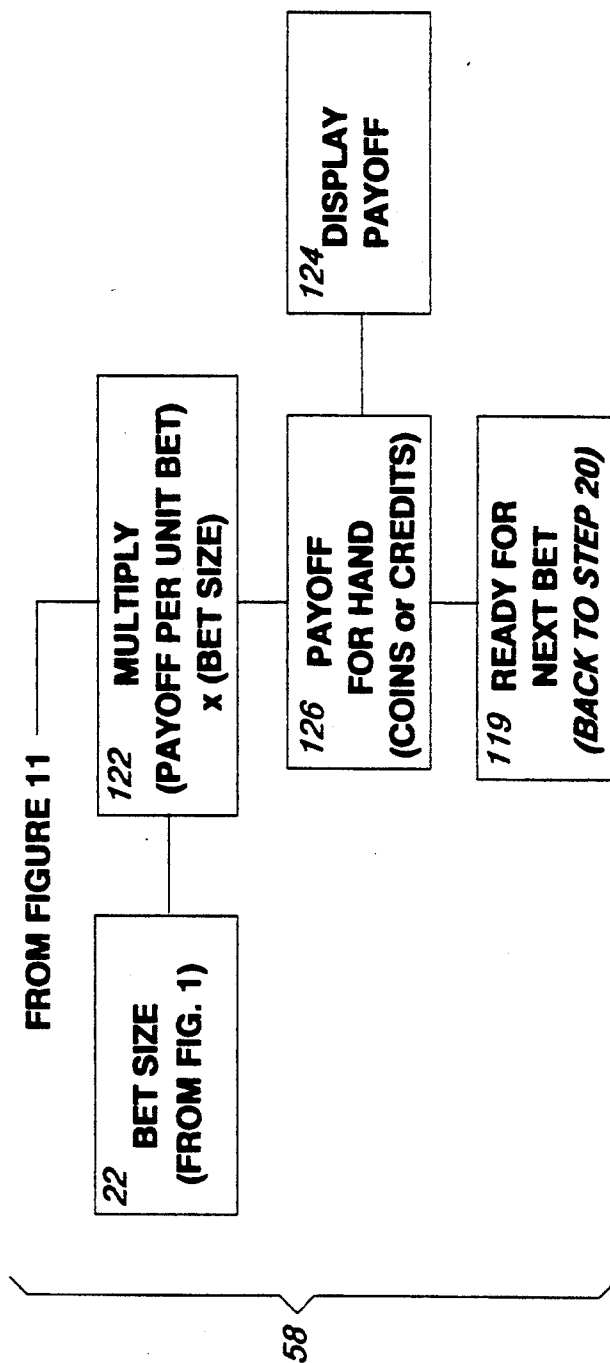 FROM FIGURE 11
22
BET SIZE
(FROM FIG. 1)
122
MULTIPLY
(PAYOFF PER UNIT BET)
x (BET SIZE)
126 PAYOFF
FOR HAND
(COINS or CREDITS)
124
DISPLAY
PAYOFF
119 READY FOR
NEXT BET
(BACK TO STEP 20)
58